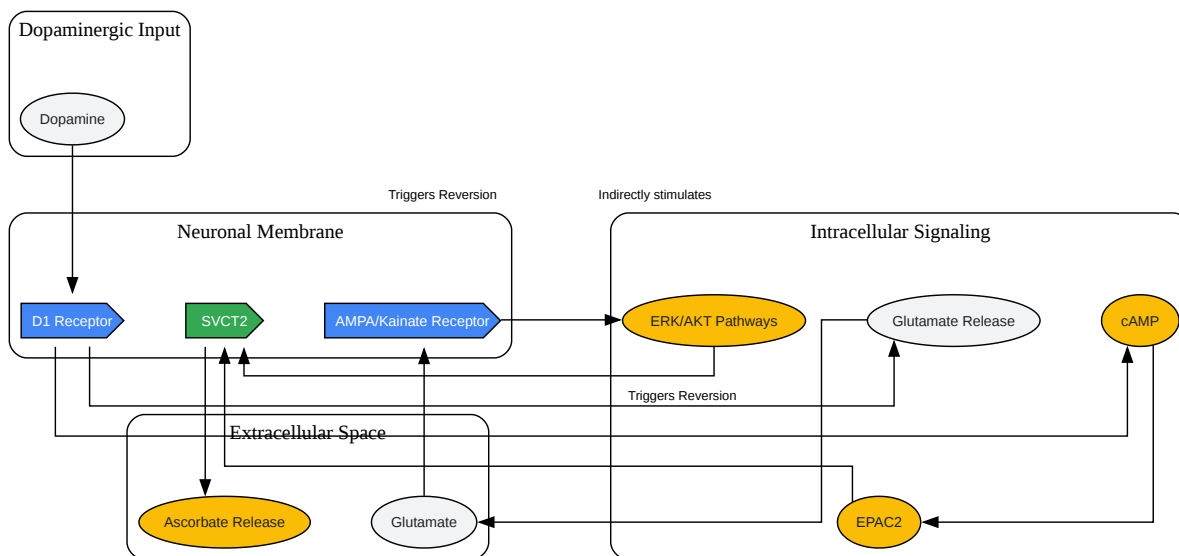 Dopaminergic Input
Dopamine
Triggers Reversion
Indirectly stimulates
Neuronal Membrane
Intracellular Signaling
D1 Receptor
SVCT2
AMPA/Kainate Receptor
ERK/AKT Pathways
Glutamate Release
cAMP
Triggers Reversion
Extracellular Space
Ascorbate Release
Glutamate
EPAC2